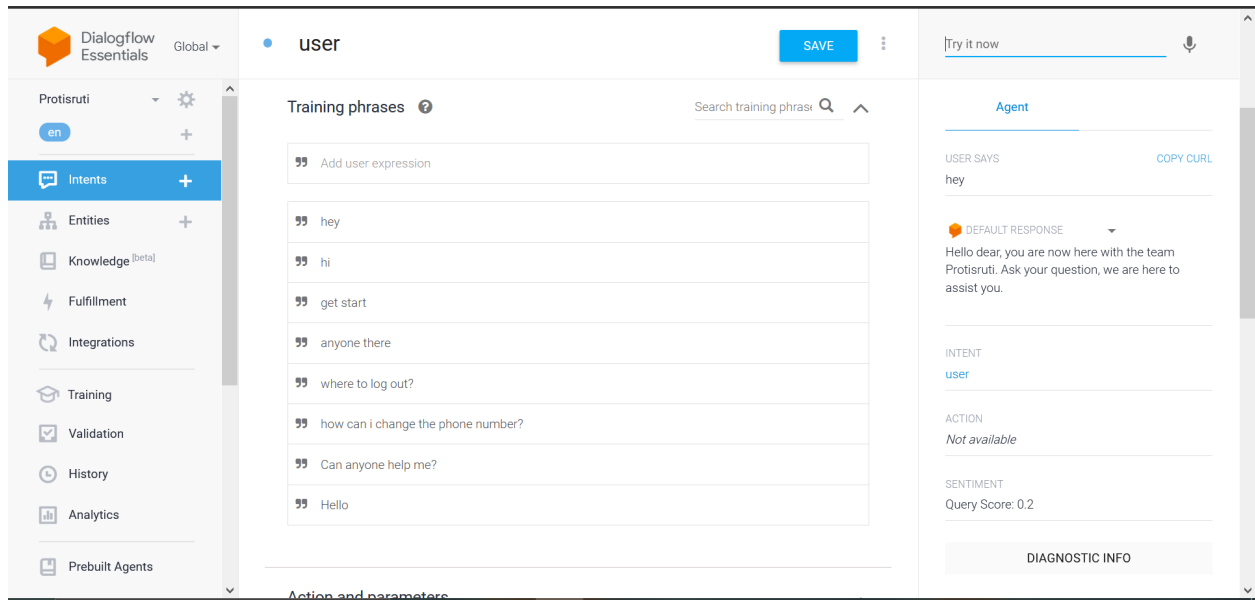 Dialogflow
Essentials
Global
user
SAVE
Try it now
Protisruti
en
Intents
Entities
Knowledge [beta]
Fulfillment
Integrations
Training
Validation
History
Analytics
Prebuilt Agents
Training phrases
Search training phras
Add user expression
hey
hi
get start
anyone there
where to log out?
how can i change the phone number?
Can anyone help me?
Hello
Action and parameters
Agent
USER SAYS
COPY CURL
hey
DEFAULT RESPONSE
Hello dear, you are now here with the team
Protisruti. Ask your question, we are here to
assist you.
INTENT
user
ACTION
Not available
SENTIMENT
Query Score: 0.2
DIAGNOSTIC INFO